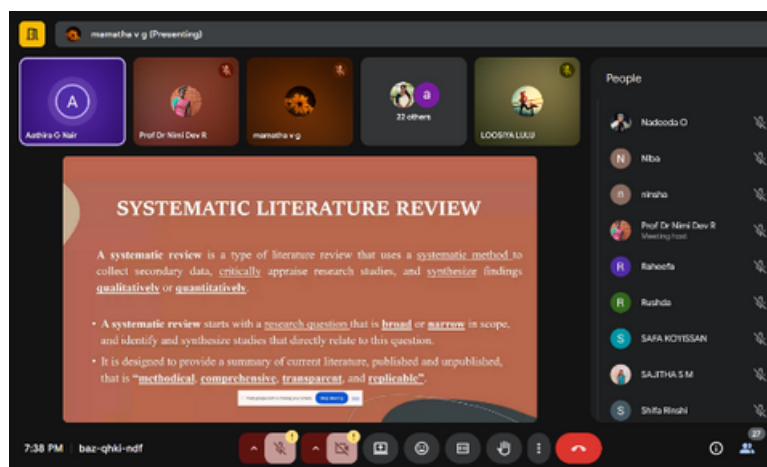 mamatha v g (Presenting)
A
Aathira G Nair
Prof Dr Nimi Dev R
mamatha v g
a
22 others
LOOSIYA LULU
People
Nadooda O
N Niba
n ninsha
Prof Dr Nimi Dev R
Meeting host
R Raheefa
R Rushda
S SAFA KOYISSAN
SAJITHA S M
S Shifa Rinshi
SYSTEMATIC LITERATURE REVIEW
A systematic review is a type of literature review that uses a systematic method to
collect secondary data, critically appraise research studies, and synthesize findings
qualitatively or quantitatively.
• A systematic review starts with a research question that is broad or narrow in scope,
and identify and synthesize studies that directly relate to this question.
• It is designed to provide a summary of current literature, published and unpublished,
that is “methodical, comprehensive, transparent, and replicable”.
Stop sharing
Hide
7:38 PM | baz-qhki-ndf
27